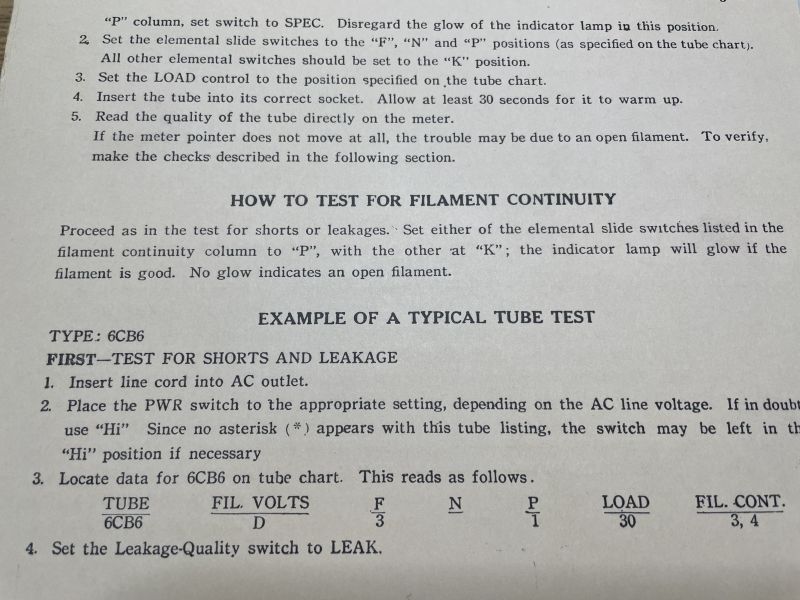 "P" column, set switch to SPEC. Disregard the glow of the indicator lamp in this position.
2. Set the elemental slide switches to the "F", "N" and "P" positions (as specified on the tube chart).
All other elemental switches should be set to the "K" position.
3. Set the LOAD control to the position specified on the tube chart.
4. Insert the tube into its correct socket. Allow at least 30 seconds for it to warm up.
5. Read the quality of the tube directly on the meter.
If the meter pointer does not move at all, the trouble may be due to an open filament. To verify,
make the checks described in the following section.
HOW TO TEST FOR FILAMENT CONTINUITY
Proceed as in the test for shorts or leakages. Set either of the elemental slide switches listed in the
filament continuity column to "P", with the other at "K"; the indicator lamp will glow if the
filament is good. No glow indicates an open filament.
EXAMPLE OF A TYPICAL TUBE TEST
TYPE: 6CB6
FIRST—TEST FOR SHORTS AND LEAKAGE
1. Insert line cord into AC outlet.
2. Place the PWR switch to the appropriate setting, depending on the AC line voltage. If in doubt
use "Hi" Since no asterisk (*) appears with this tube listing, the switch may be left in th
"Hi" position if necessary
3. Locate data for 6CB6 on tube chart. This reads as follows.
TUBE FIL. VOLTS F N P LOAD FIL. CONT.
6CB6 D 3 1 30 3, 4
4. Set the Leakage-Quality switch to LEAK.